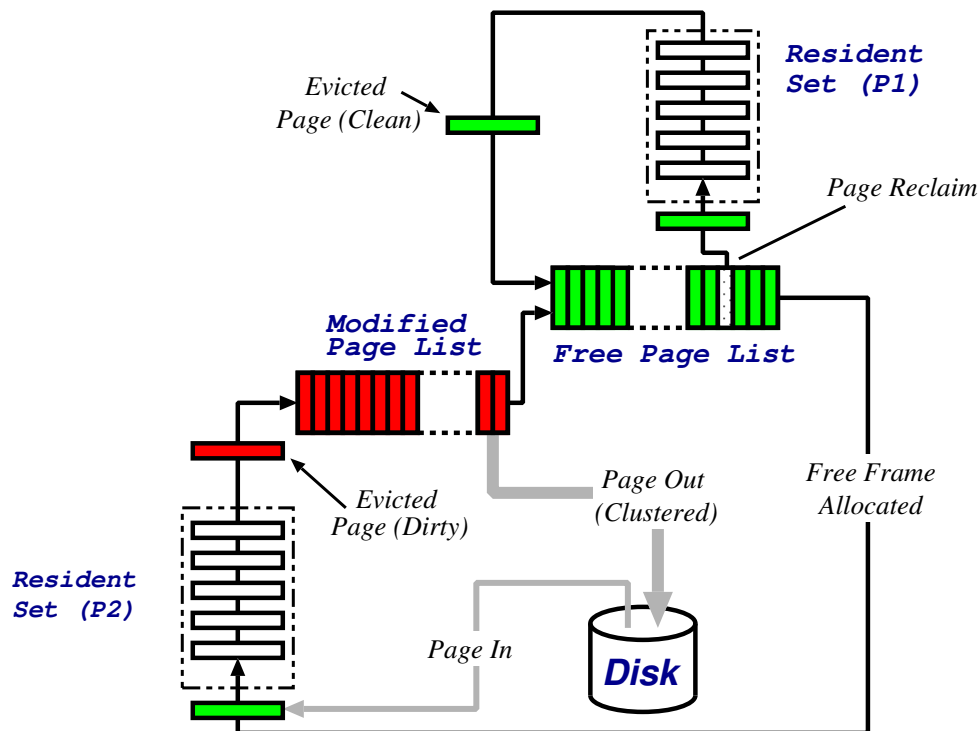 Resident
Set (P1)
Evicted
Page (Clean)
Page Reclaim
Modified
Page List
Free Page List
Evicted
Page (Dirty)
Page Out
(Clustered)
Free Frame
Allocated
Resident
Set (P2)
Page In
Disk